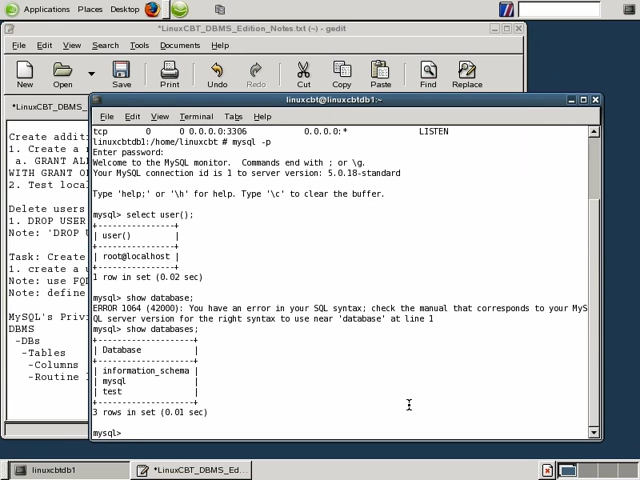 Applications Places Desktop
*LinuxCBT_DBMS_Edition_Notes.txt (~) - gedit
File Edit View Search Tools Documents Help
New Open Save Print Undo Redo Cut Copy Paste Find Replace
*LinuxCBT_DBMS_
Create addit
1. Create a n
a. GRANT ALL
WITH GRANT O
2. Test loca
Delete users
1. DROP USER
Note: 'DROP U
Task: Create
1. create a u
Note: use FQD
Note: define
MySQL's Privi
DBMS
-DBs
-Tables
-Columns
-Routine
linuxcbt@linuxcbtdb1:~
File Edit View Terminal Tabs Help
tcp 0 0 0.0.0.0:3306 0.0.0.0:* LISTEN
linuxcbtdb1:/home/linuxcbt # mysql -p
Enter password:
Welcome to the MySQL monitor. Commands end with ; or \g.
Your MySQL connection id is 1 to server version: 5.0.18-standard
Type 'help;' or '\h' for help. Type '\c' to clear the buffer.
mysql> select user();
+----------------+
| user() |
+----------------+
| root@localhost |
+----------------+
1 row in set (0.02 sec)
mysql> show database;
ERROR 1064 (42000): You have an error in your SQL syntax; check the manual that corresponds to your MyS
QL server version for the right syntax to use near 'database' at line 1
mysql> show databases;
+--------------------+
| Database |
+--------------------+
| information_schema |
| mysql |
| test |
+--------------------+
3 rows in set (0.01 sec)
mysql>
linuxcbtdb1
*LinuxCBT_DBMS_Ed...